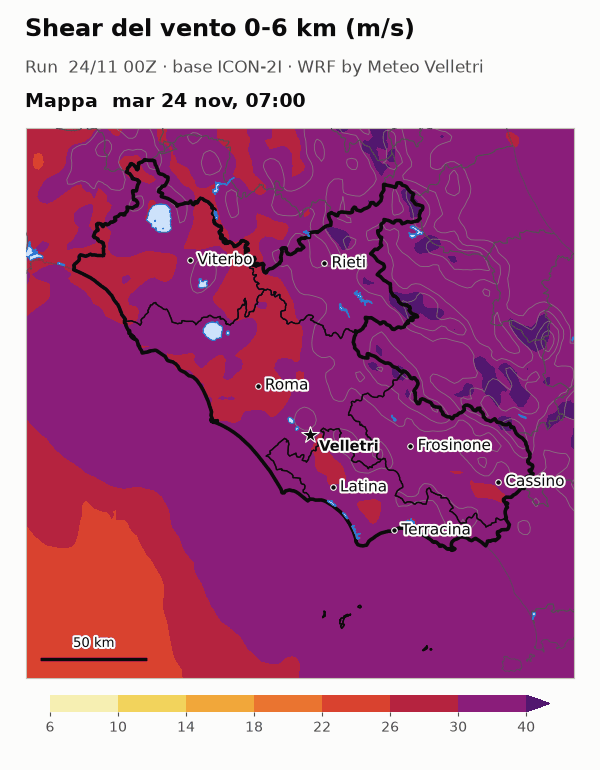 Shear del vento 0-6 km (m/s)
Run  24/11 00Z · base ICON-2I · WRF by Meteo Velletri
Mappa  mar 24 nov, 07:00
Viterbo
Rieti
Roma
Velletri
Frosinone
Latina
Cassino
Terracina
50 km
6 10 14 18 22 26 30 40